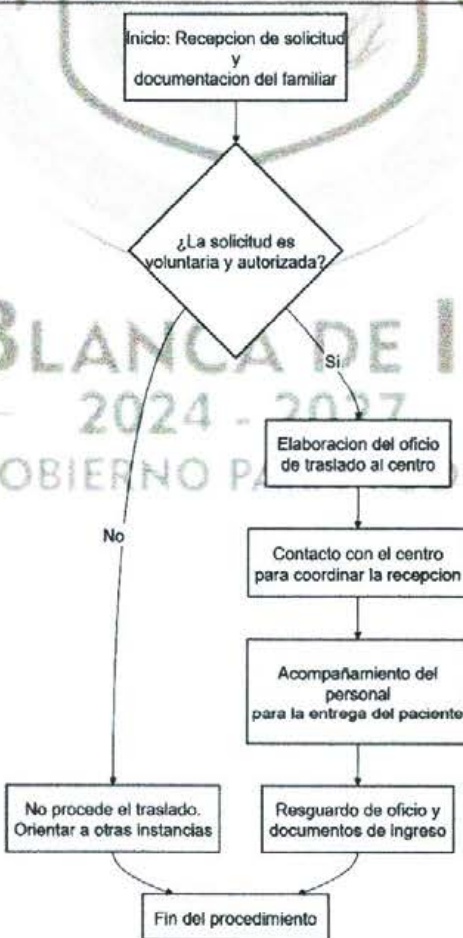 Inicio: Recepcion de solicitud
y
documentacion del familiar
¿La solicitud es
voluntaria y autorizada?
BLANCA DE
2024 - 2027
Si
Elaboracion del oficio
de traslado al centro
No
Contacto con el centro
para coordinar la recepcion
Acompañamiento del
personal
para la entrega del paciente
No procede el traslado.
Orientar a otras instancias
Resguardo de oficio y
documentos de ingreso
Fin del procedimiento